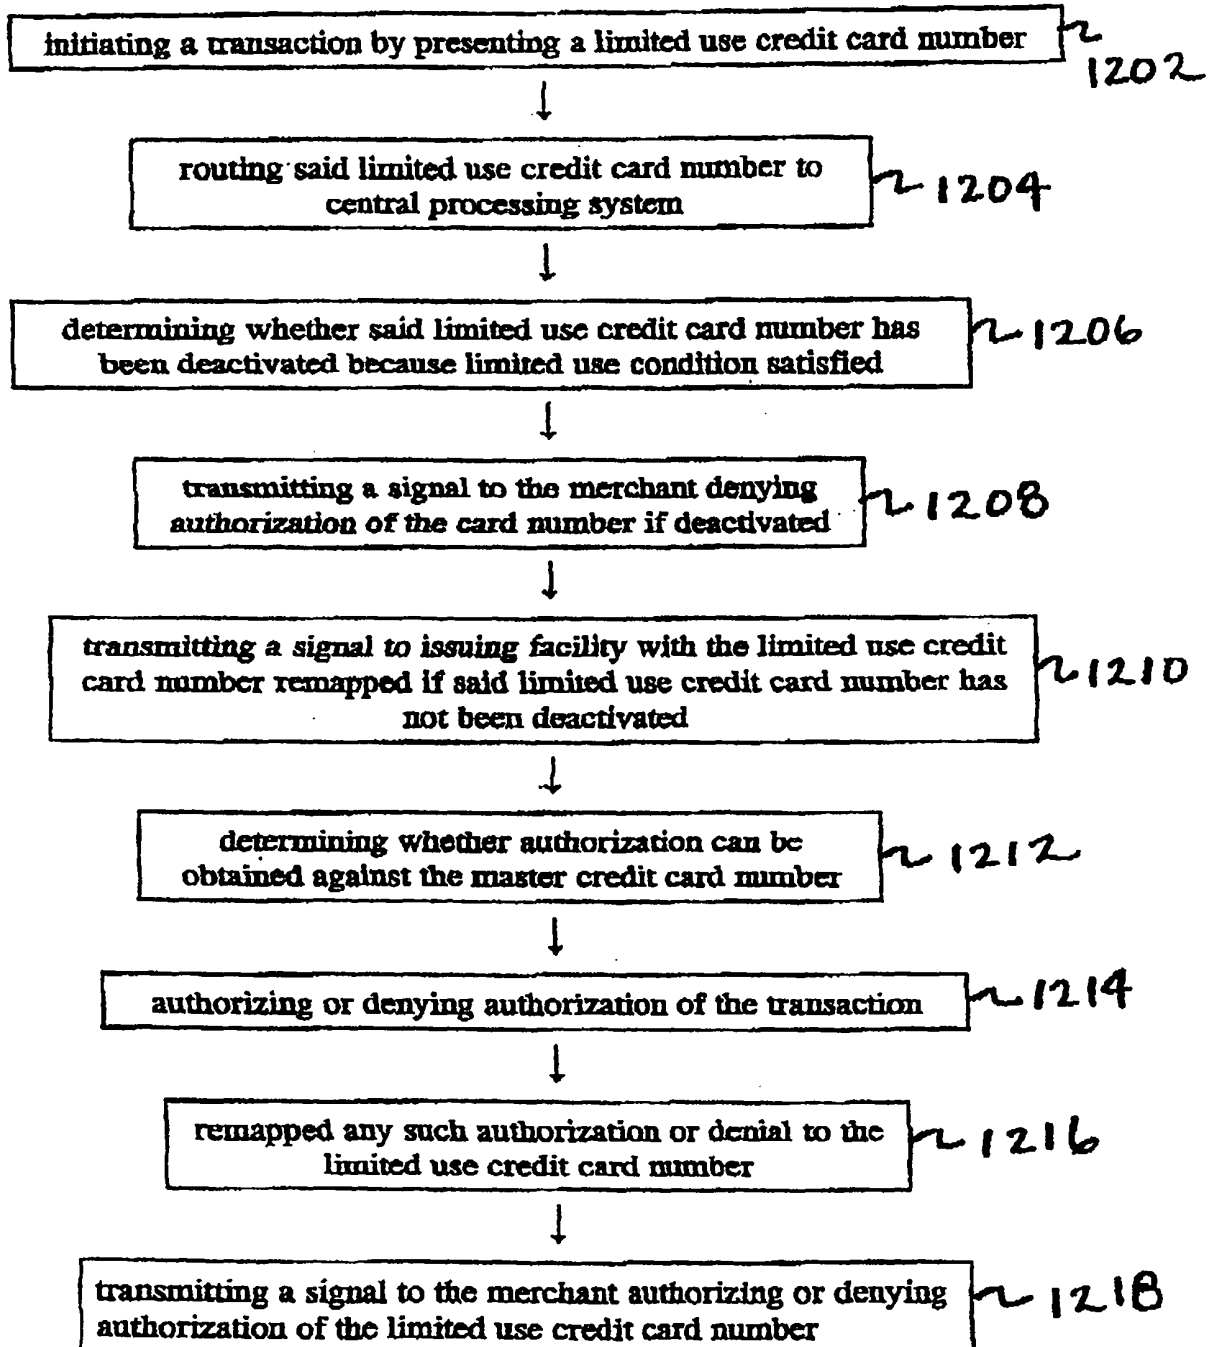 initiating a transaction by presenting a limited use credit card number
1202
routing said limited use credit card number to
central processing system
1204
determining whether said limited use credit card number has
been deactivated because limited use condition satisfied
1206
transmitting a signal to the merchant denying
authorization of the card number if deactivated
1208
transmitting a signal to issuing facility with the limited use credit
card number remapped if said limited use credit card number has
not been deactivated
1210
determining whether authorization can be
obtained against the master credit card number
1212
authorizing or denying authorization of the transaction
1214
remapped any such authorization or denial to the
limited use credit card number
1216
transmitting a signal to the merchant authorizing or denying
authorization of the limited use credit card number
1218